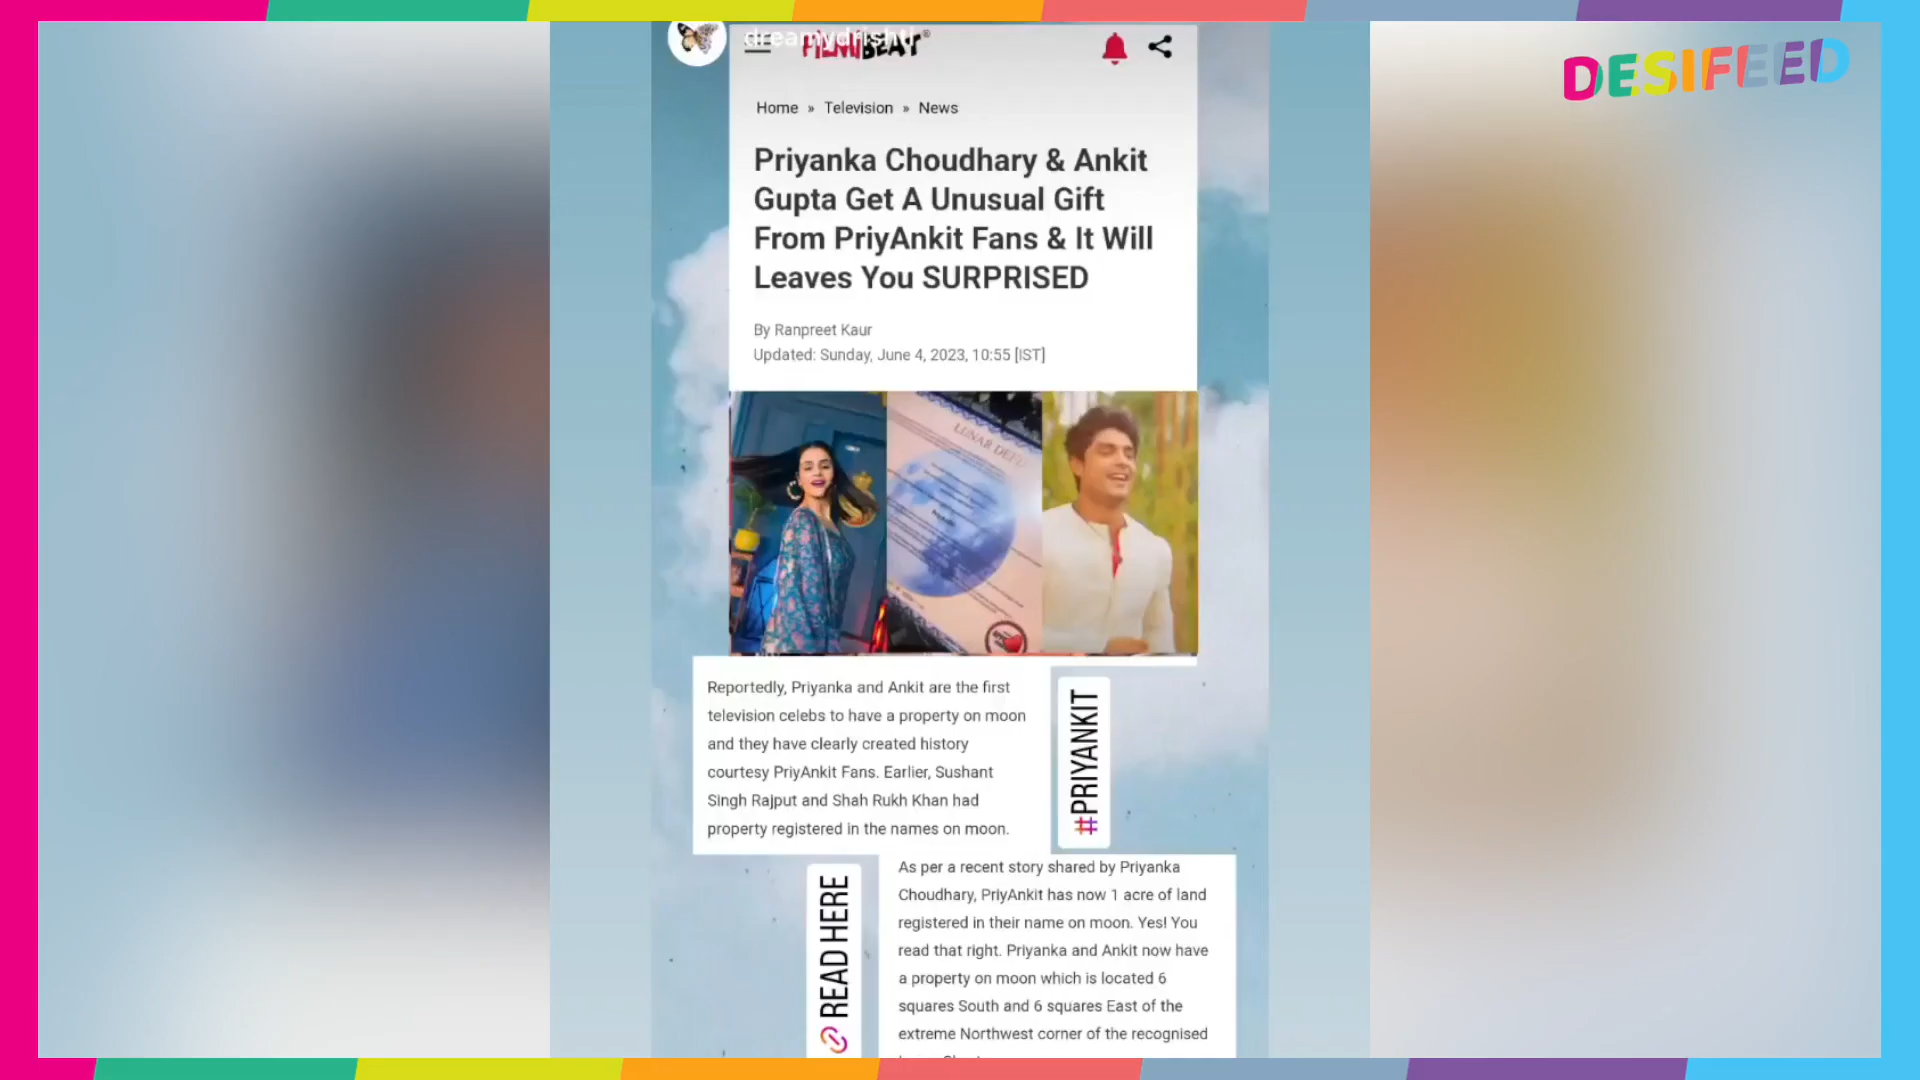 DESIFEED
dreamydrishti
FILMIBEAT®
Home » Television » News
Priyanka Choudhary & Ankit
Gupta Get A Unusual Gift
From PriyAnkit Fans & It Will
Leaves You SURPRISED
By Ranpreet Kaur
Updated: Sunday, June 4, 2023, 10:55 [IST]
LUNAR DEED
Reportedly, Priyanka and Ankit are the first
television celebs to have a property on moon
and they have clearly created history
courtesy PriyAnkit Fans. Earlier, Sushant
Singh Rajput and Shah Rukh Khan had
property registered in the names on moon.
#PRIYANKIT
READ HERE
As per a recent story shared by Priyanka
Choudhary, PriyAnkit has now 1 acre of land
registered in their name on moon. Yes! You
read that right. Priyanka and Ankit now have
a property on moon which is located 6
squares South and 6 squares East of the
extreme Northwest corner of the recognised